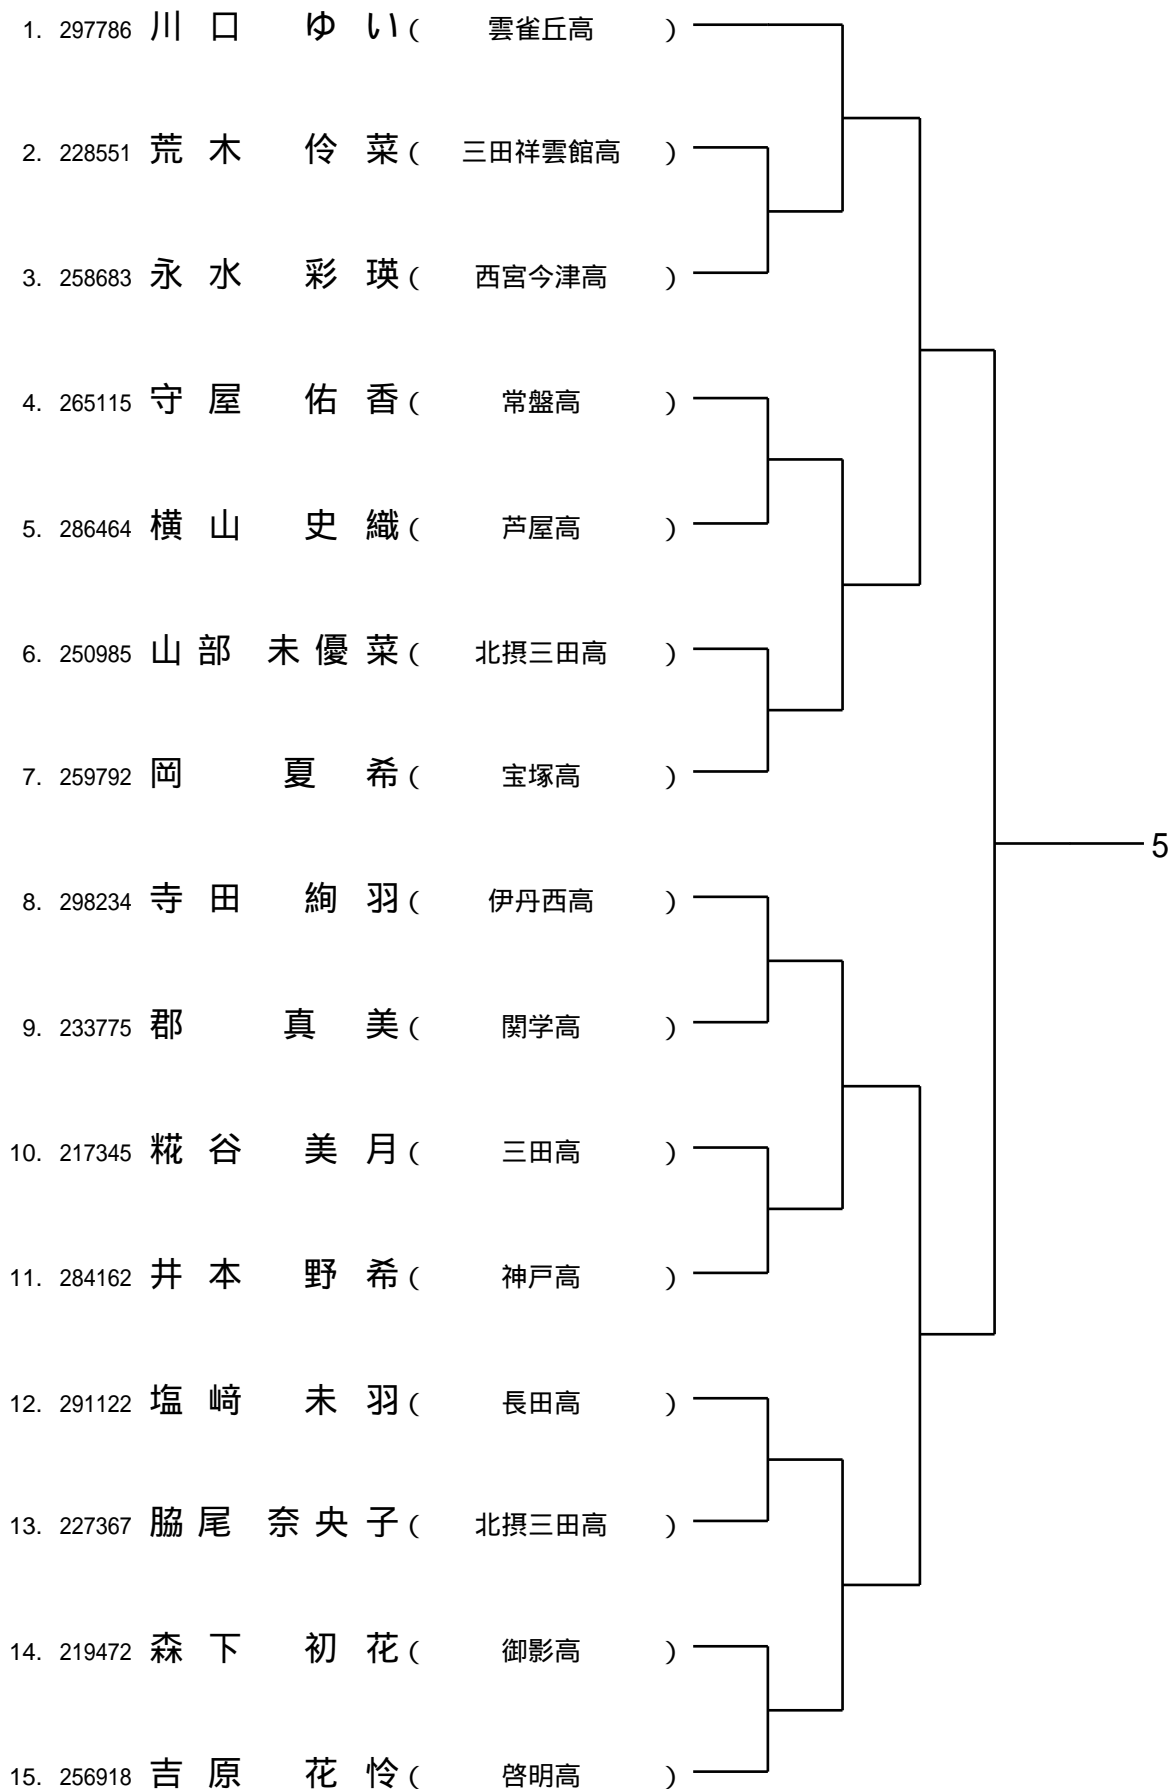 1. 297786 川口 ゆい ( 雲雀丘高 )
2. 228551 荒木 伶菜 ( 三田祥雲館高 )
3. 258683 永水 彩瑛 ( 西宮今津高 )
4. 265115 守屋 佑香 ( 常盤高 )
5. 286464 横山 史織 ( 芦屋高 )
6. 250985 山部 未優菜 ( 北摂三田高 )
7. 259792 岡 夏希 ( 宝塚高 )
5
8. 298234 寺田 絢羽 ( 伊丹西高 )
9. 233775 郡 真美 ( 関学高 )
10. 217345 糀谷 美月 ( 三田高 )
11. 284162 井本 野希 ( 神戸高 )
12. 291122 塩﨑 未羽 ( 長田高 )
13. 227367 脇尾 奈央子 ( 北摂三田高 )
14. 219472 森下 初花 ( 御影高 )
15. 256918 吉原 花怜 ( 啓明高 )